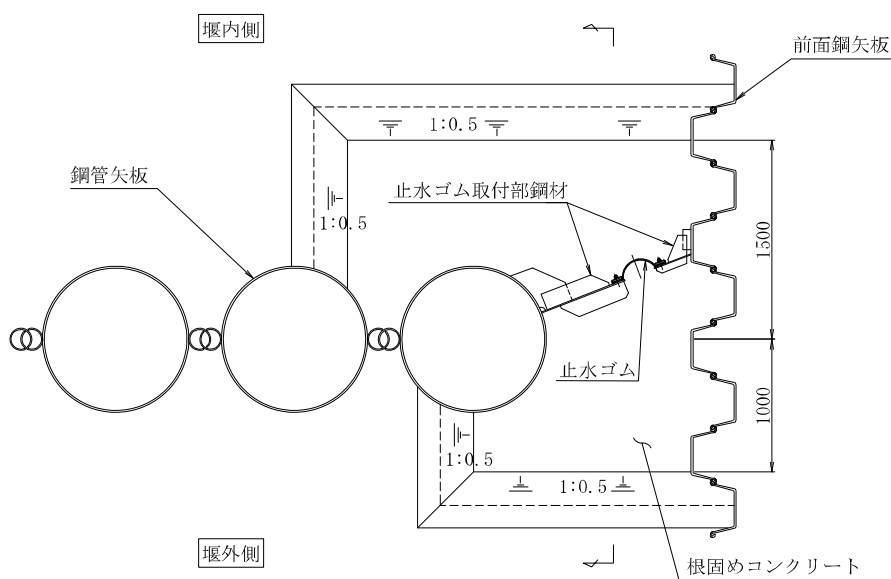 堰内側
前面鋼矢板
1:0.5
鋼管矢板
止水ゴム取付部鋼材
1:0.5
1500
止水ゴム
1000
1:0.5
1:0.5
堰外側
根固めコンクリート